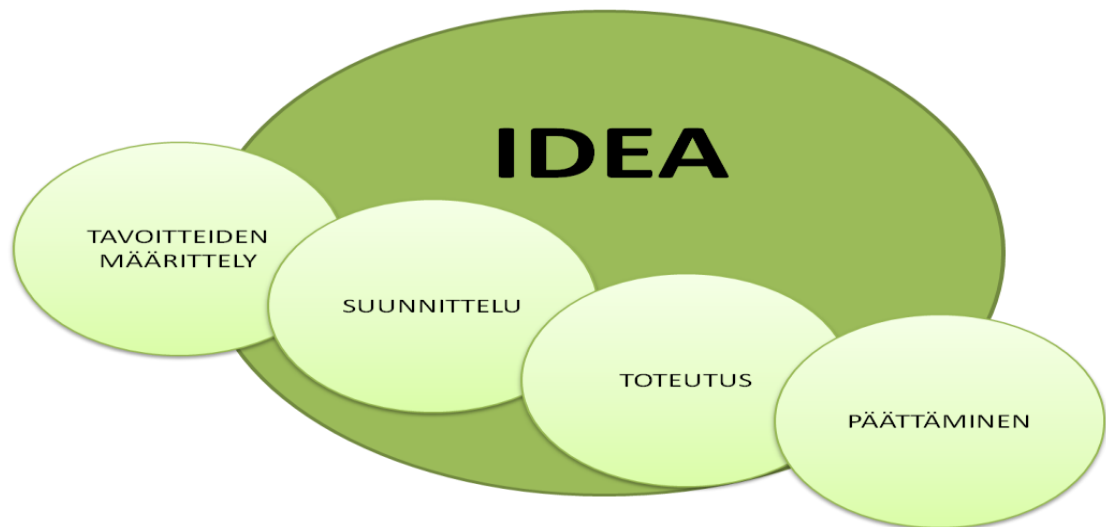 IDEA
TAVOITTEIDEN
MÄÄRITTELY
SUUNNITTELU
TOTEUTUS
PÄÄTTÄMINEN